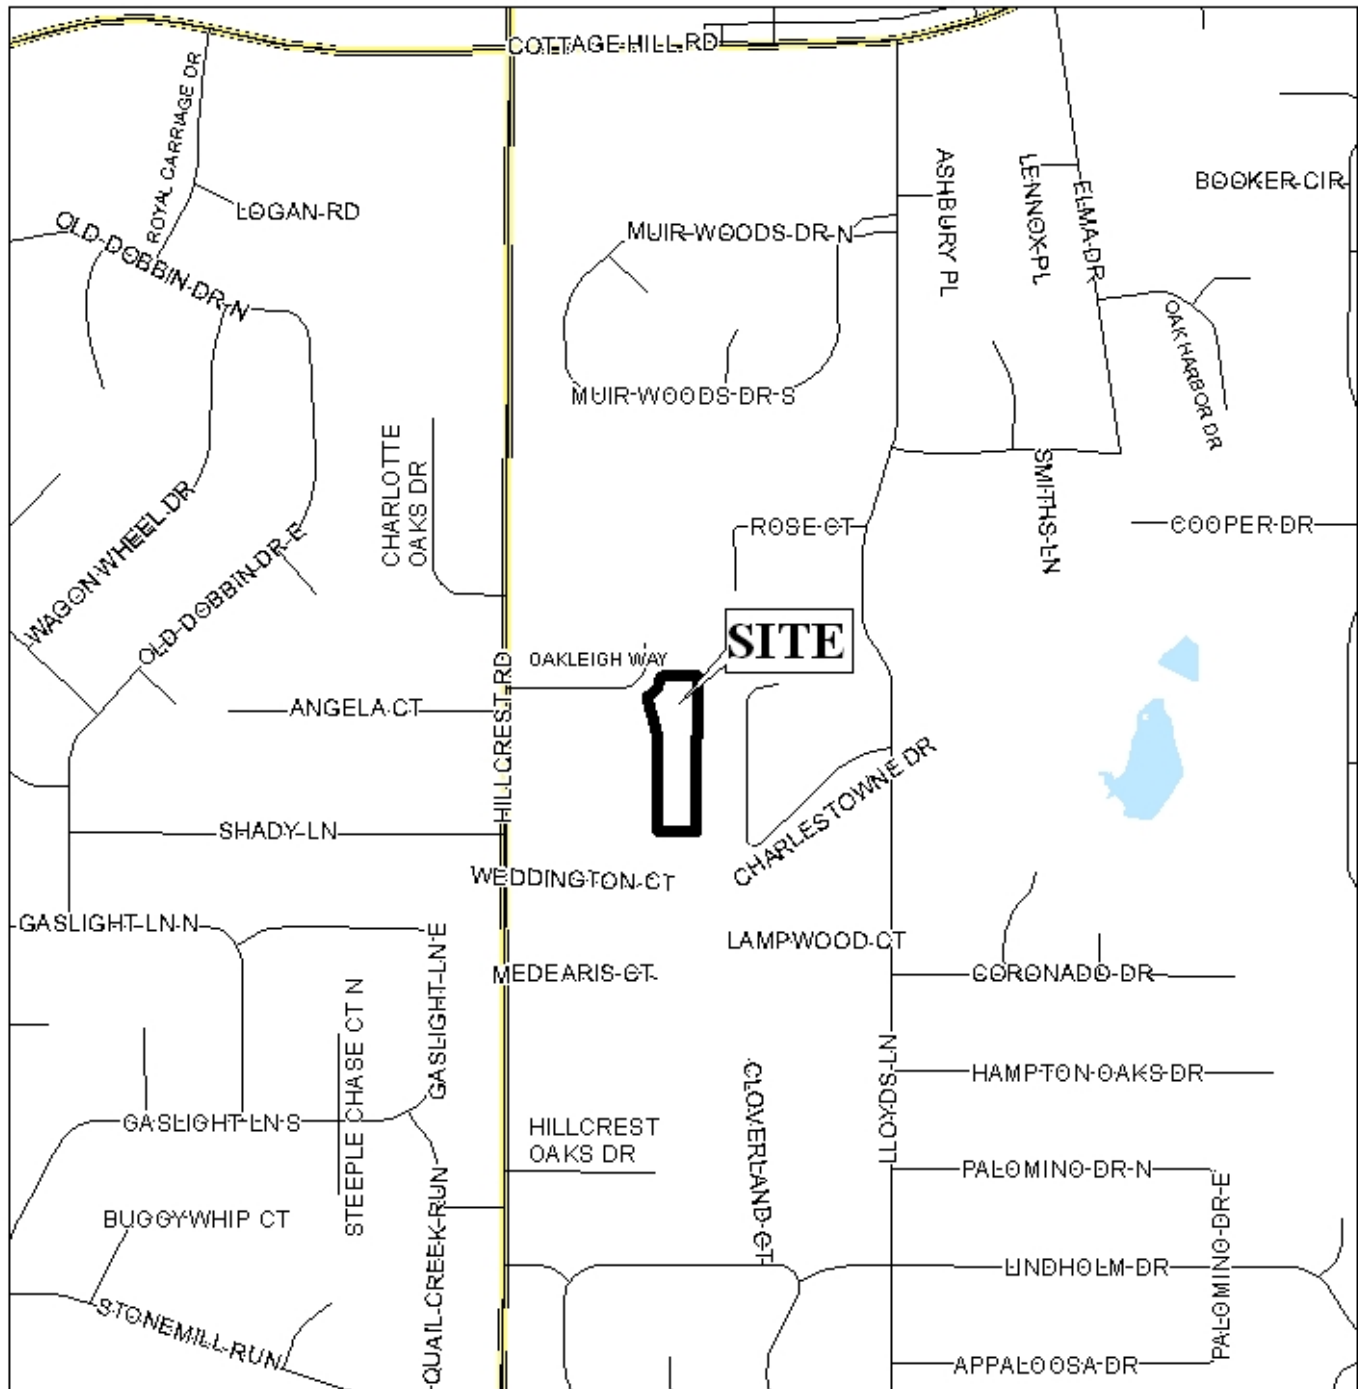 COTTAGE HILL RD
ROYAL CARRIAGE DR
LOGAN RD
OLD DOBBIN DR N
MUIR WOODS DR N
ASHBURY PL
LENNOX PL
ELMA DR
BOOKER CIR
OAK HARBOR DR
MUIR WOODS DR S
CHARLOTTE
OAKS DR
SMITHS LN
ROSE CT
COOPER DR
WAGON WHEEL DR
OLD DOBBIN DR E
SITE
OAKLEIGH WAY
HILLCREST RD
ANGELA CT
CHARLESTOWNE DR
SHADY LN
WEDDINGTON CT
GASLIGHT LN N
GASLIGHT LN E
LAMPWOOD CT
MEDEARIS CT
CORONADO DR
STEEPLE CHASE CT N
LLOYDS LN
HAMPTON OAKS DR
CLOVERLAND CT
GASLIGHT LN S
HILLCREST
OAKS DR
PALOMINO DR N
PALOMINO DR E
BUGGYWHIP CT
QUAIL CREEK RUN
LINDHOLM DR
STONEMILL RUN
APPALOOSA DR